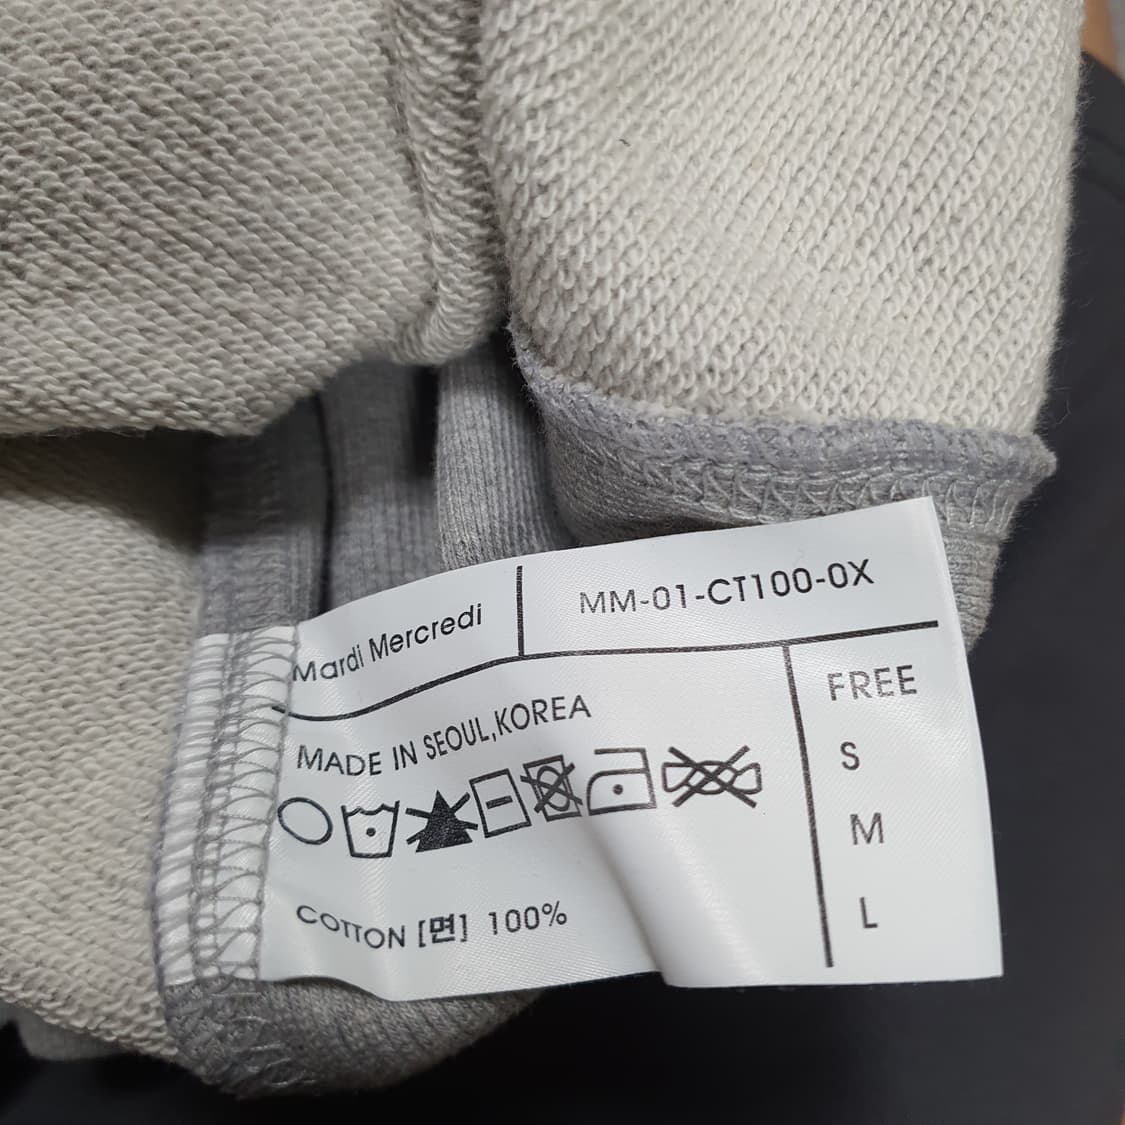 Mardi Mercredi
MM-01-CT100-0X
MADE IN SEOUL,KOREA
COTTON [면] 100%
FREE
S
M
L